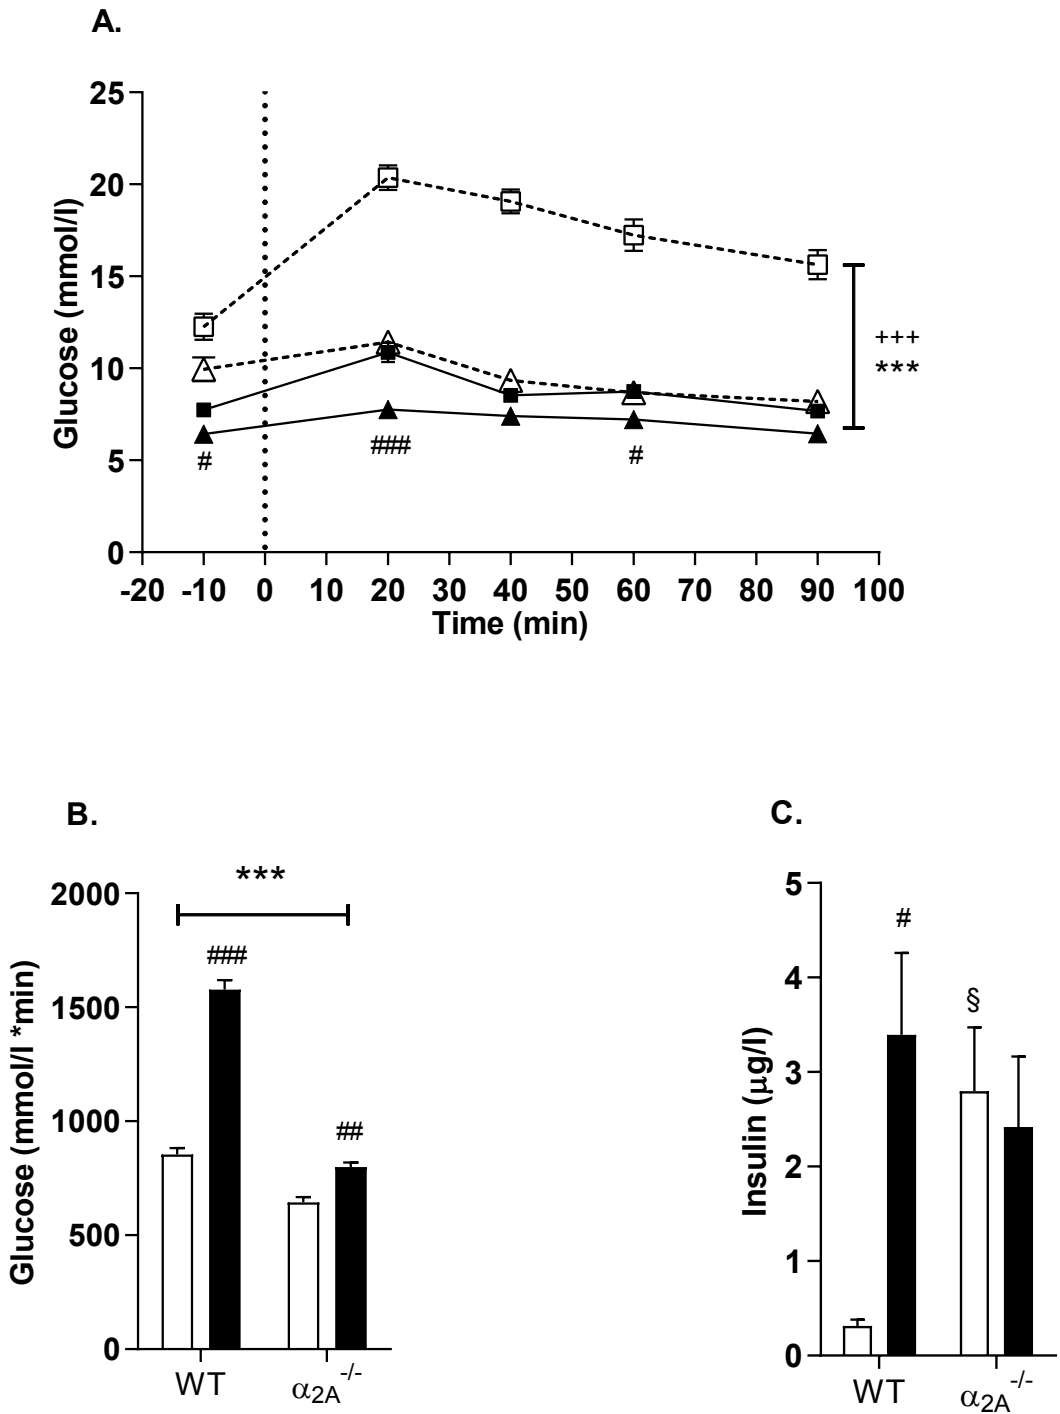 A.
25
20
15
10
5
0
Glucose (mmol/l)
+++
***
#
###
#
-20 -10 0 10 20 30 40 50 60 70 80 90 100
Time (min)
B.
***
2000
1500
1000
500
0
Glucose (mmol/l *min)
###
##
WT α2A-/-
C.
5
4
3
2
1
0
Insulin (μg/l)
#
§
WT α2A-/-